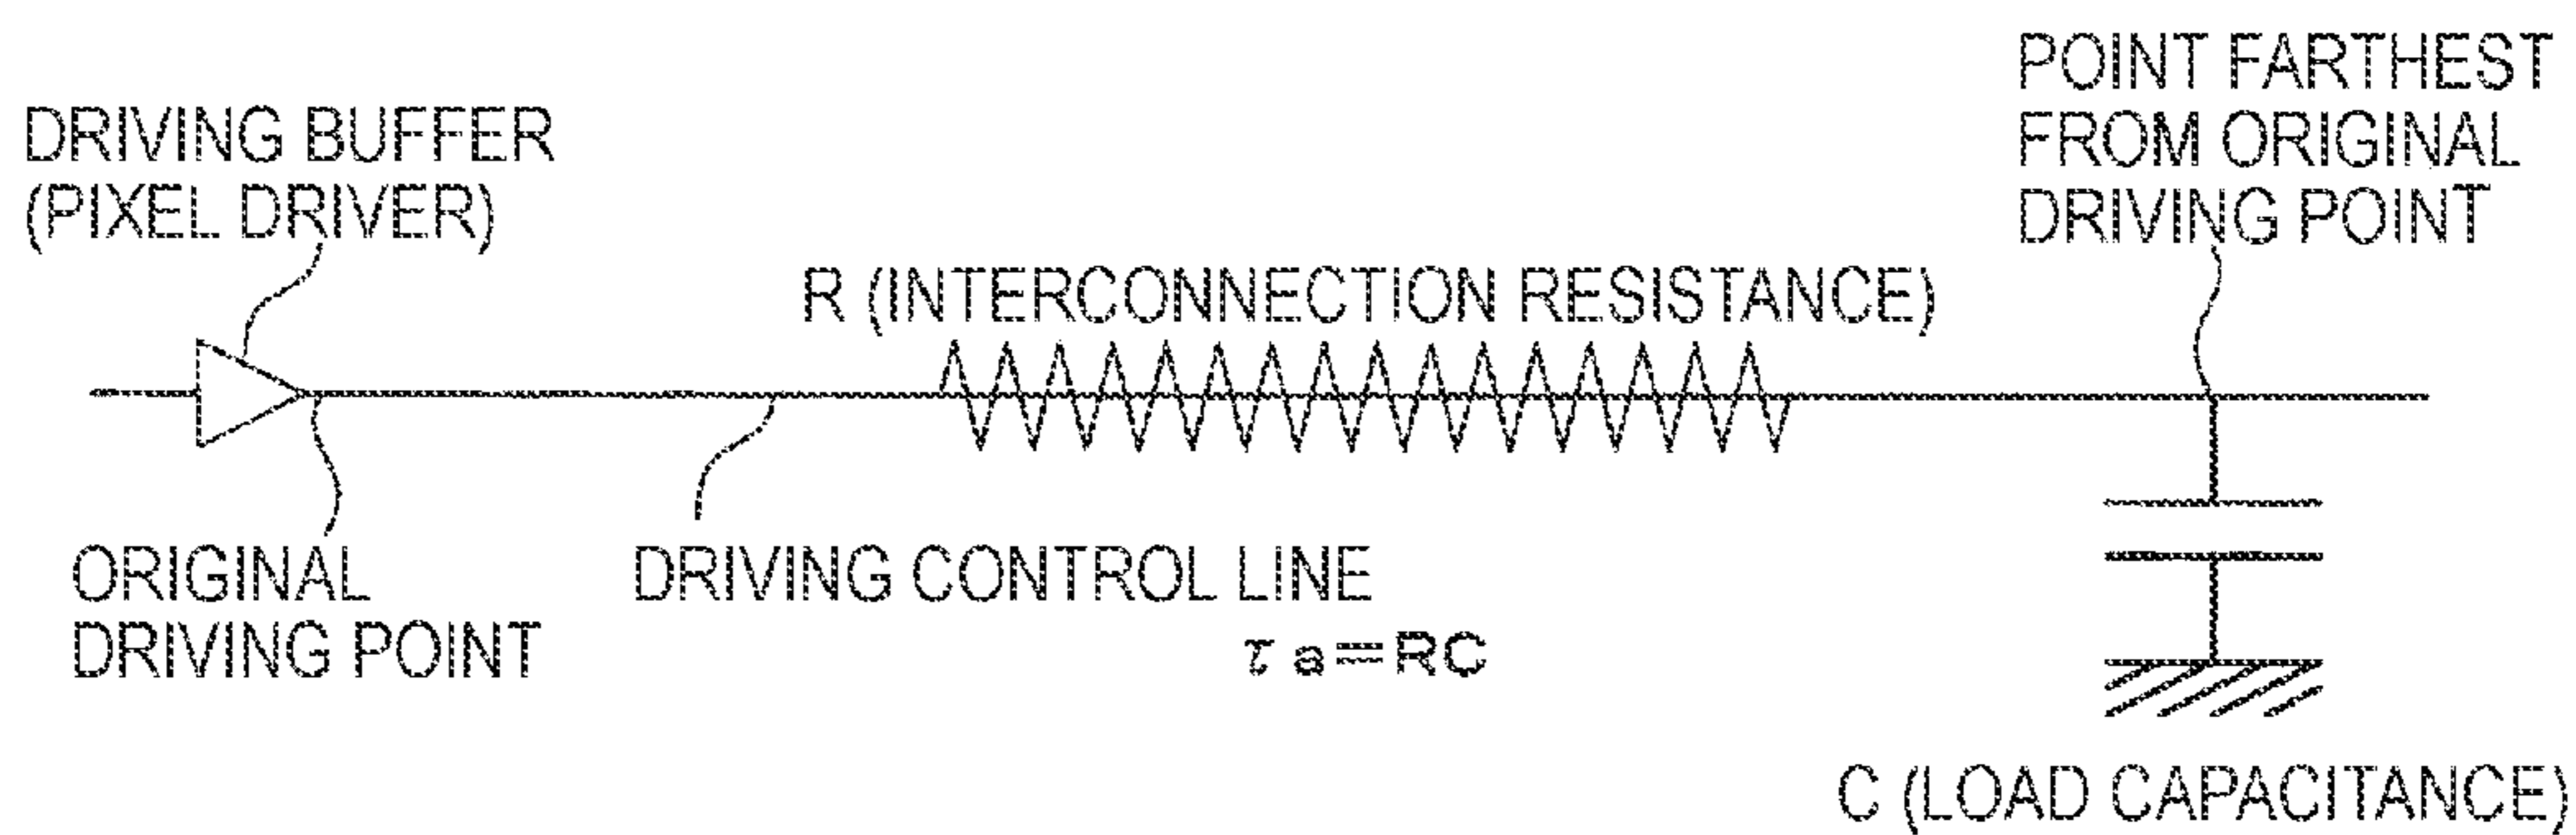 POINT FARTHEST
FROM ORIGINAL
DRIVING POINT
DRIVING BUFFER
(PIXEL DRIVER)
R (INTERCONNECTION RESISTANCE)
ORIGINAL
DRIVING POINT
DRIVING CONTROL LINE
τa=RC
C (LOAD CAPACITANCE)